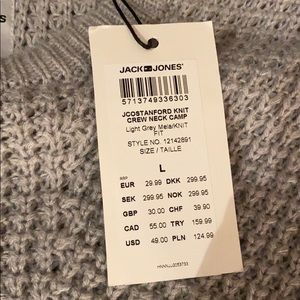 JACK JONES®
5713749336303
JCOSTANFORD KNIT
CREW NECK CAMP
Light Grey Mela/KNIT
FIT
STYLE NO. 12142891
SIZE / TAILLE
L
RRP
EUR 29.99 DKK 299.95
SEK 299.95 NOK 299.95
GBP 30.00 CHF 39.90
CAD 55.00 TRY 159.99
USD 49.00 PLN 124.99